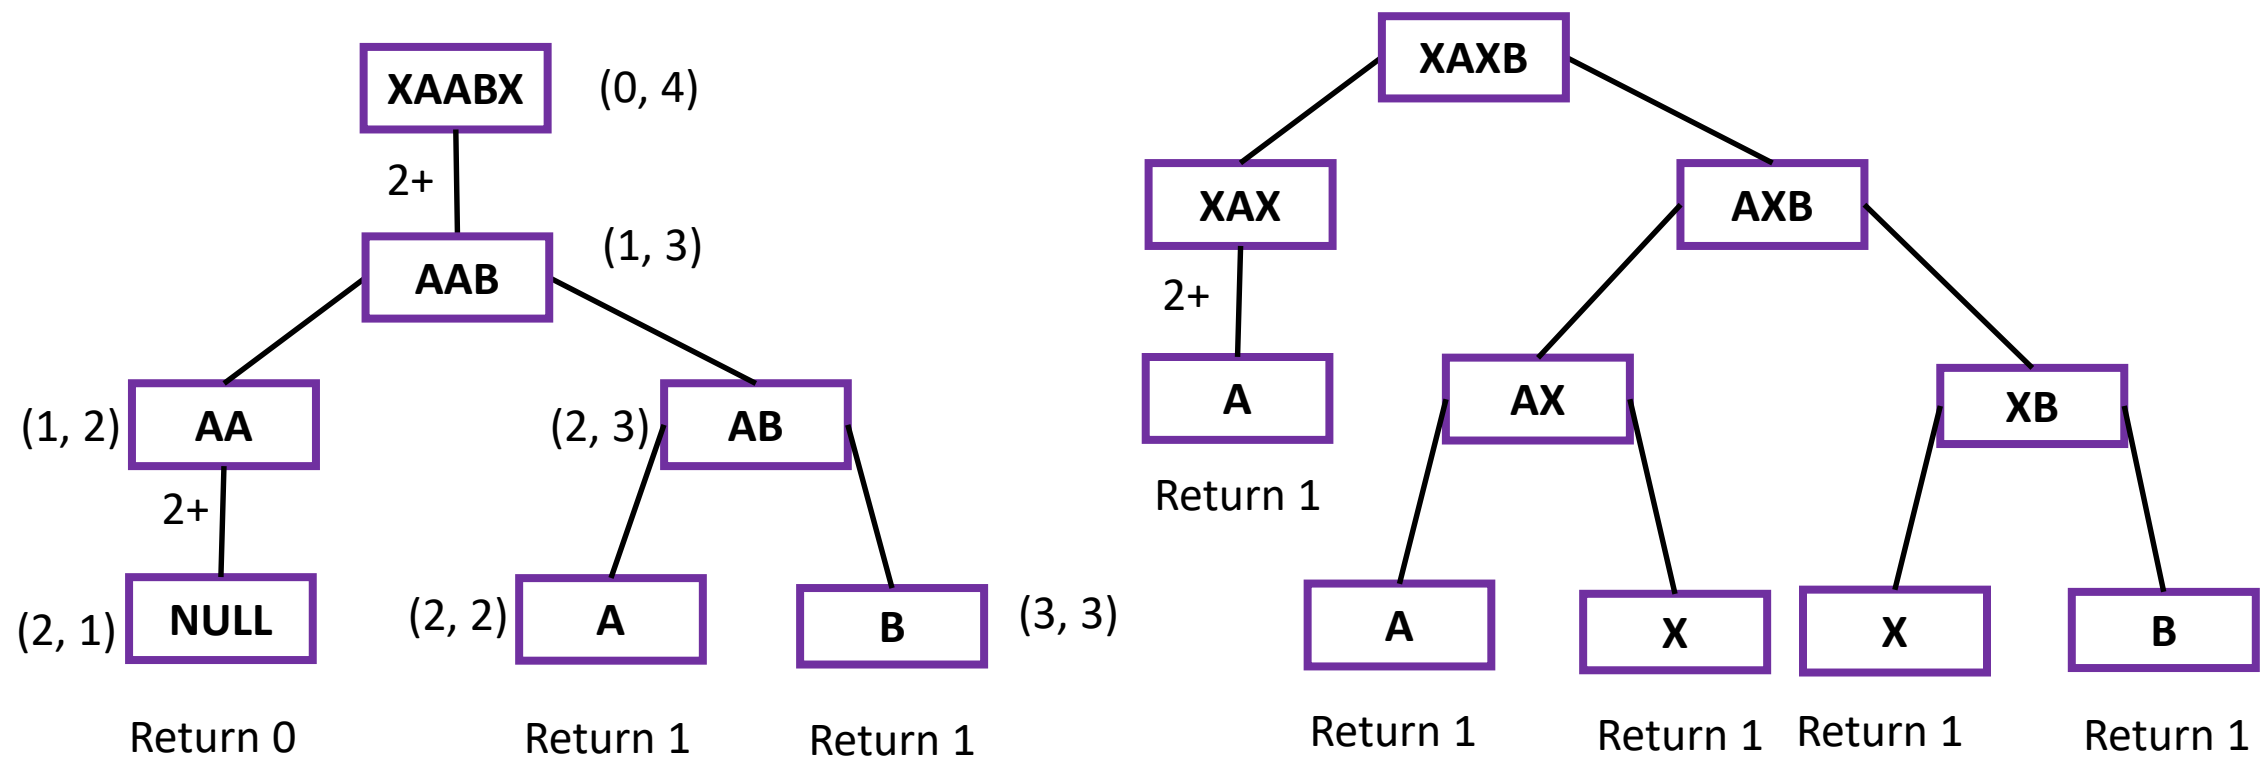 XAABX (0, 4)
2+
AAB (1, 3)
(1, 2) AA
(2, 3) AB
2+
(2, 1) NULL
(2, 2) A
B (3, 3)
Return 0
Return 1
Return 1
XAXB
XAX
AXB
2+
A
AX
XB
Return 1
A
X
X
B
Return 1
Return 1
Return 1
Return 1